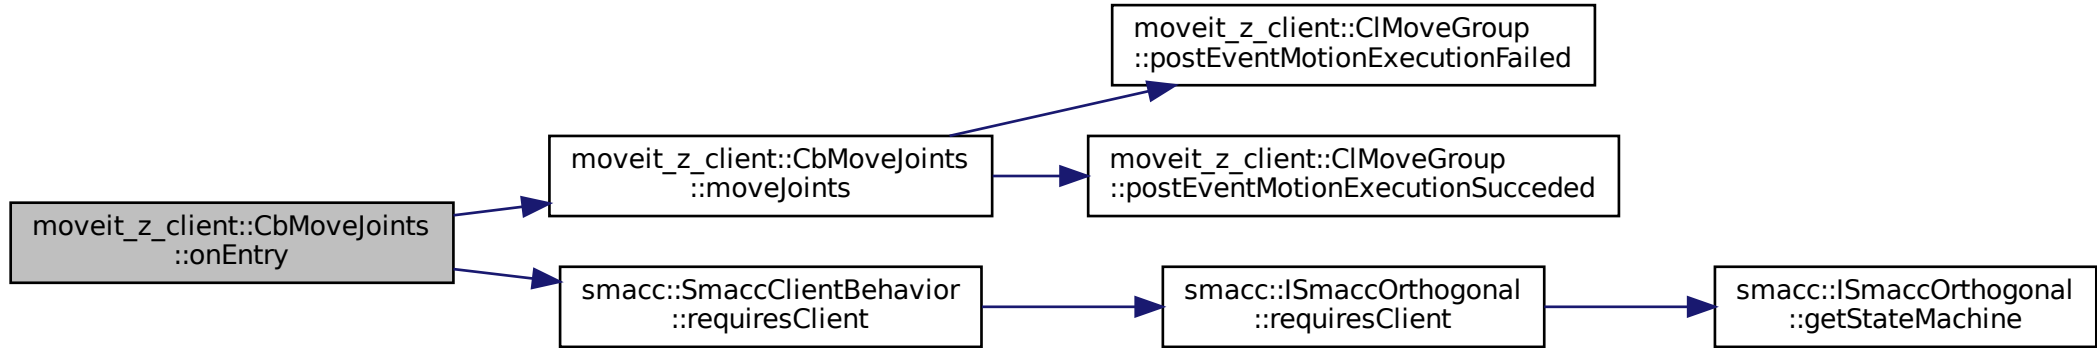 moveit_z_client::ClMoveGroup
::postEventMotionExecutionFailed
moveit_z_client::CbMoveJoints
::moveJoints
moveit_z_client::ClMoveGroup
::postEventMotionExecutionSucceded
moveit_z_client::CbMoveJoints
::onEntry
smacc::SmaccClientBehavior
::requiresClient
smacc::ISmaccOrthogonal
::requiresClient
smacc::ISmaccOrthogonal
::getStateMachine